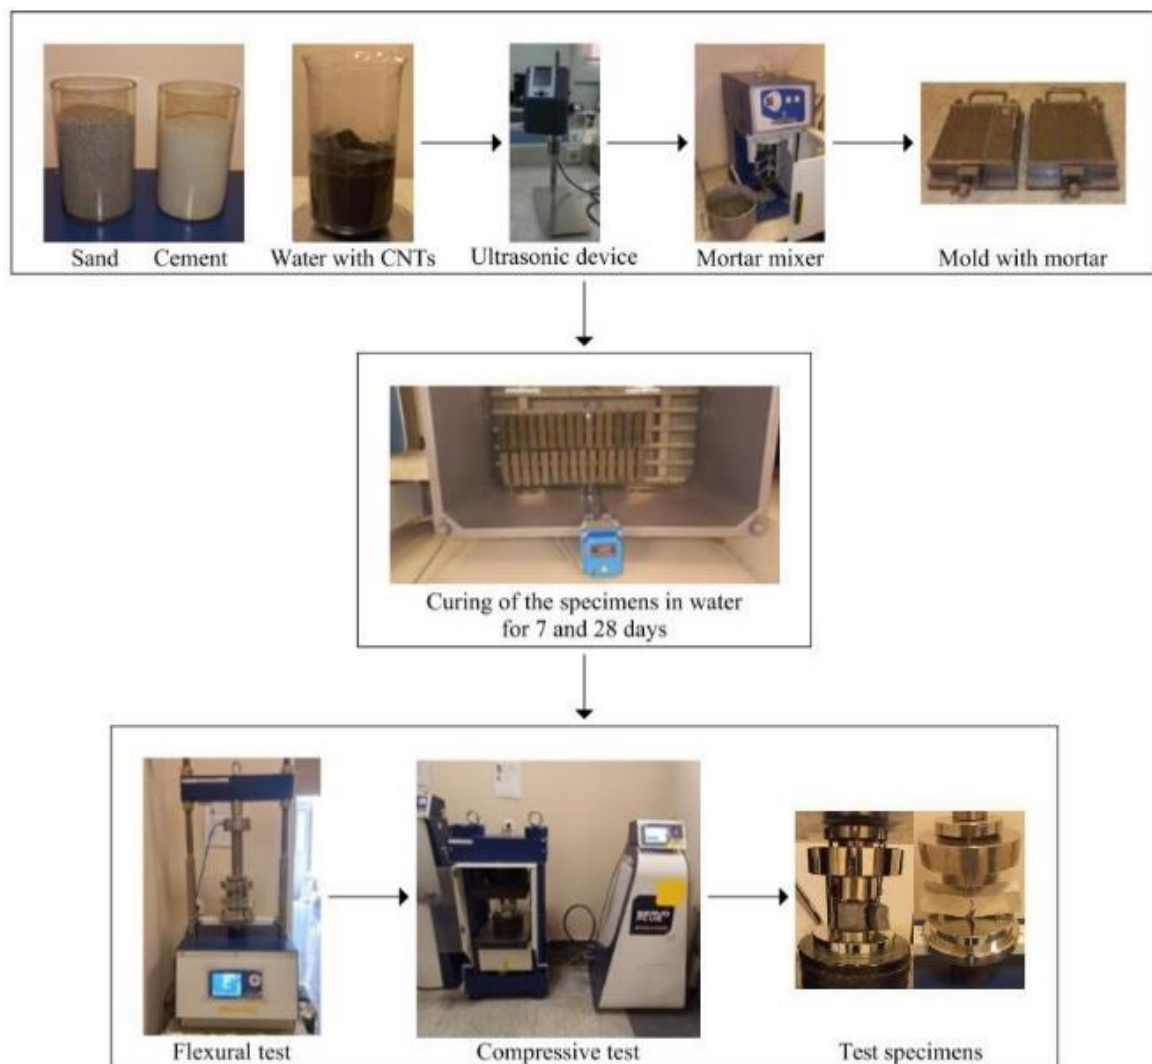 Sand
Cement
Water with CNTs
Ultrasonic device
Mortar mixer
Mold with mortar
Curing of the specimens in water
for 7 and 28 days
PLUS
Flexural test
Compressive test
Test specimens